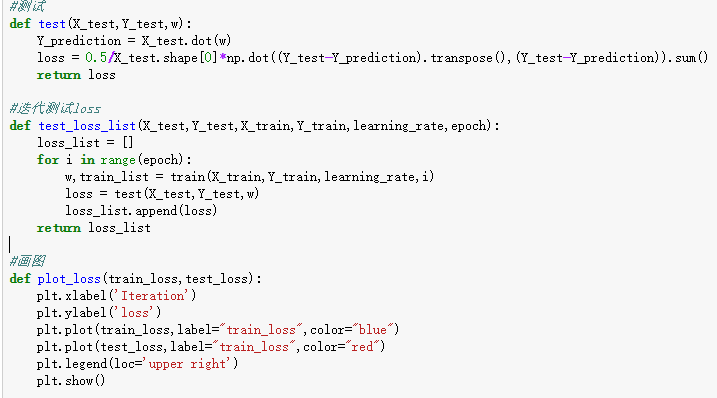 #测试
def test(X_test,Y_test,w):
    Y_prediction = X_test.dot(w)
    loss = 0.5/X_test.shape[0]*np.dot((Y_test-Y_prediction).transpose(),(Y_test-Y_prediction)).sum()
    return loss

#迭代测试loss
def test_loss_list(X_test,Y_test,X_train,Y_train,learning_rate,epoch):
    loss_list = []
    for i in range(epoch):
        w,train_list = train(X_train,Y_train,learning_rate,i)
        loss = test(X_test,Y_test,w)
        loss_list.append(loss)
    return loss_list

#画图
def plot_loss(train_loss,test_loss):
    plt.xlabel('Iteration')
    plt.ylabel('loss')
    plt.plot(train_loss,label="train_loss",color="blue")
    plt.plot(test_loss,label="train_loss",color="red")
    plt.legend(loc='upper right')
    plt.show()